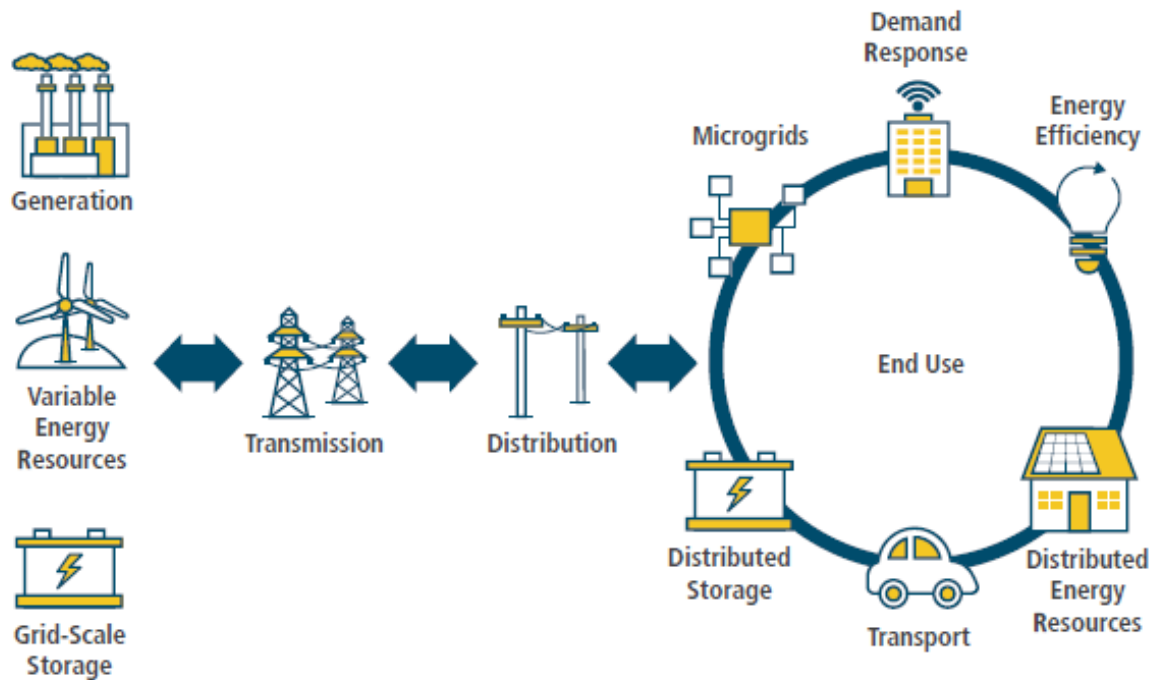 Generation
Variable
Energy
Resources
Grid-Scale
Storage
Transmission
Distribution
Microgrids
Demand
Response
Energy
Efficiency
End Use
Distributed
Storage
Transport
Distributed
Energy
Resources